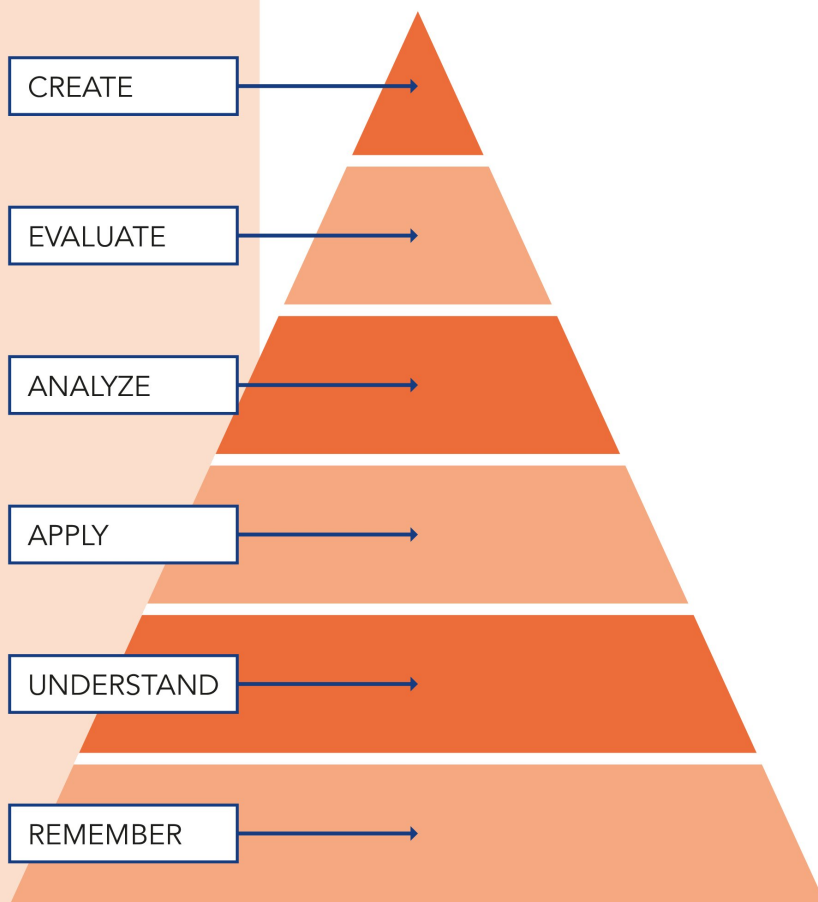 CREATE
EVALUATE
ANALYZE
APPLY
UNDERSTAND
REMEMBER